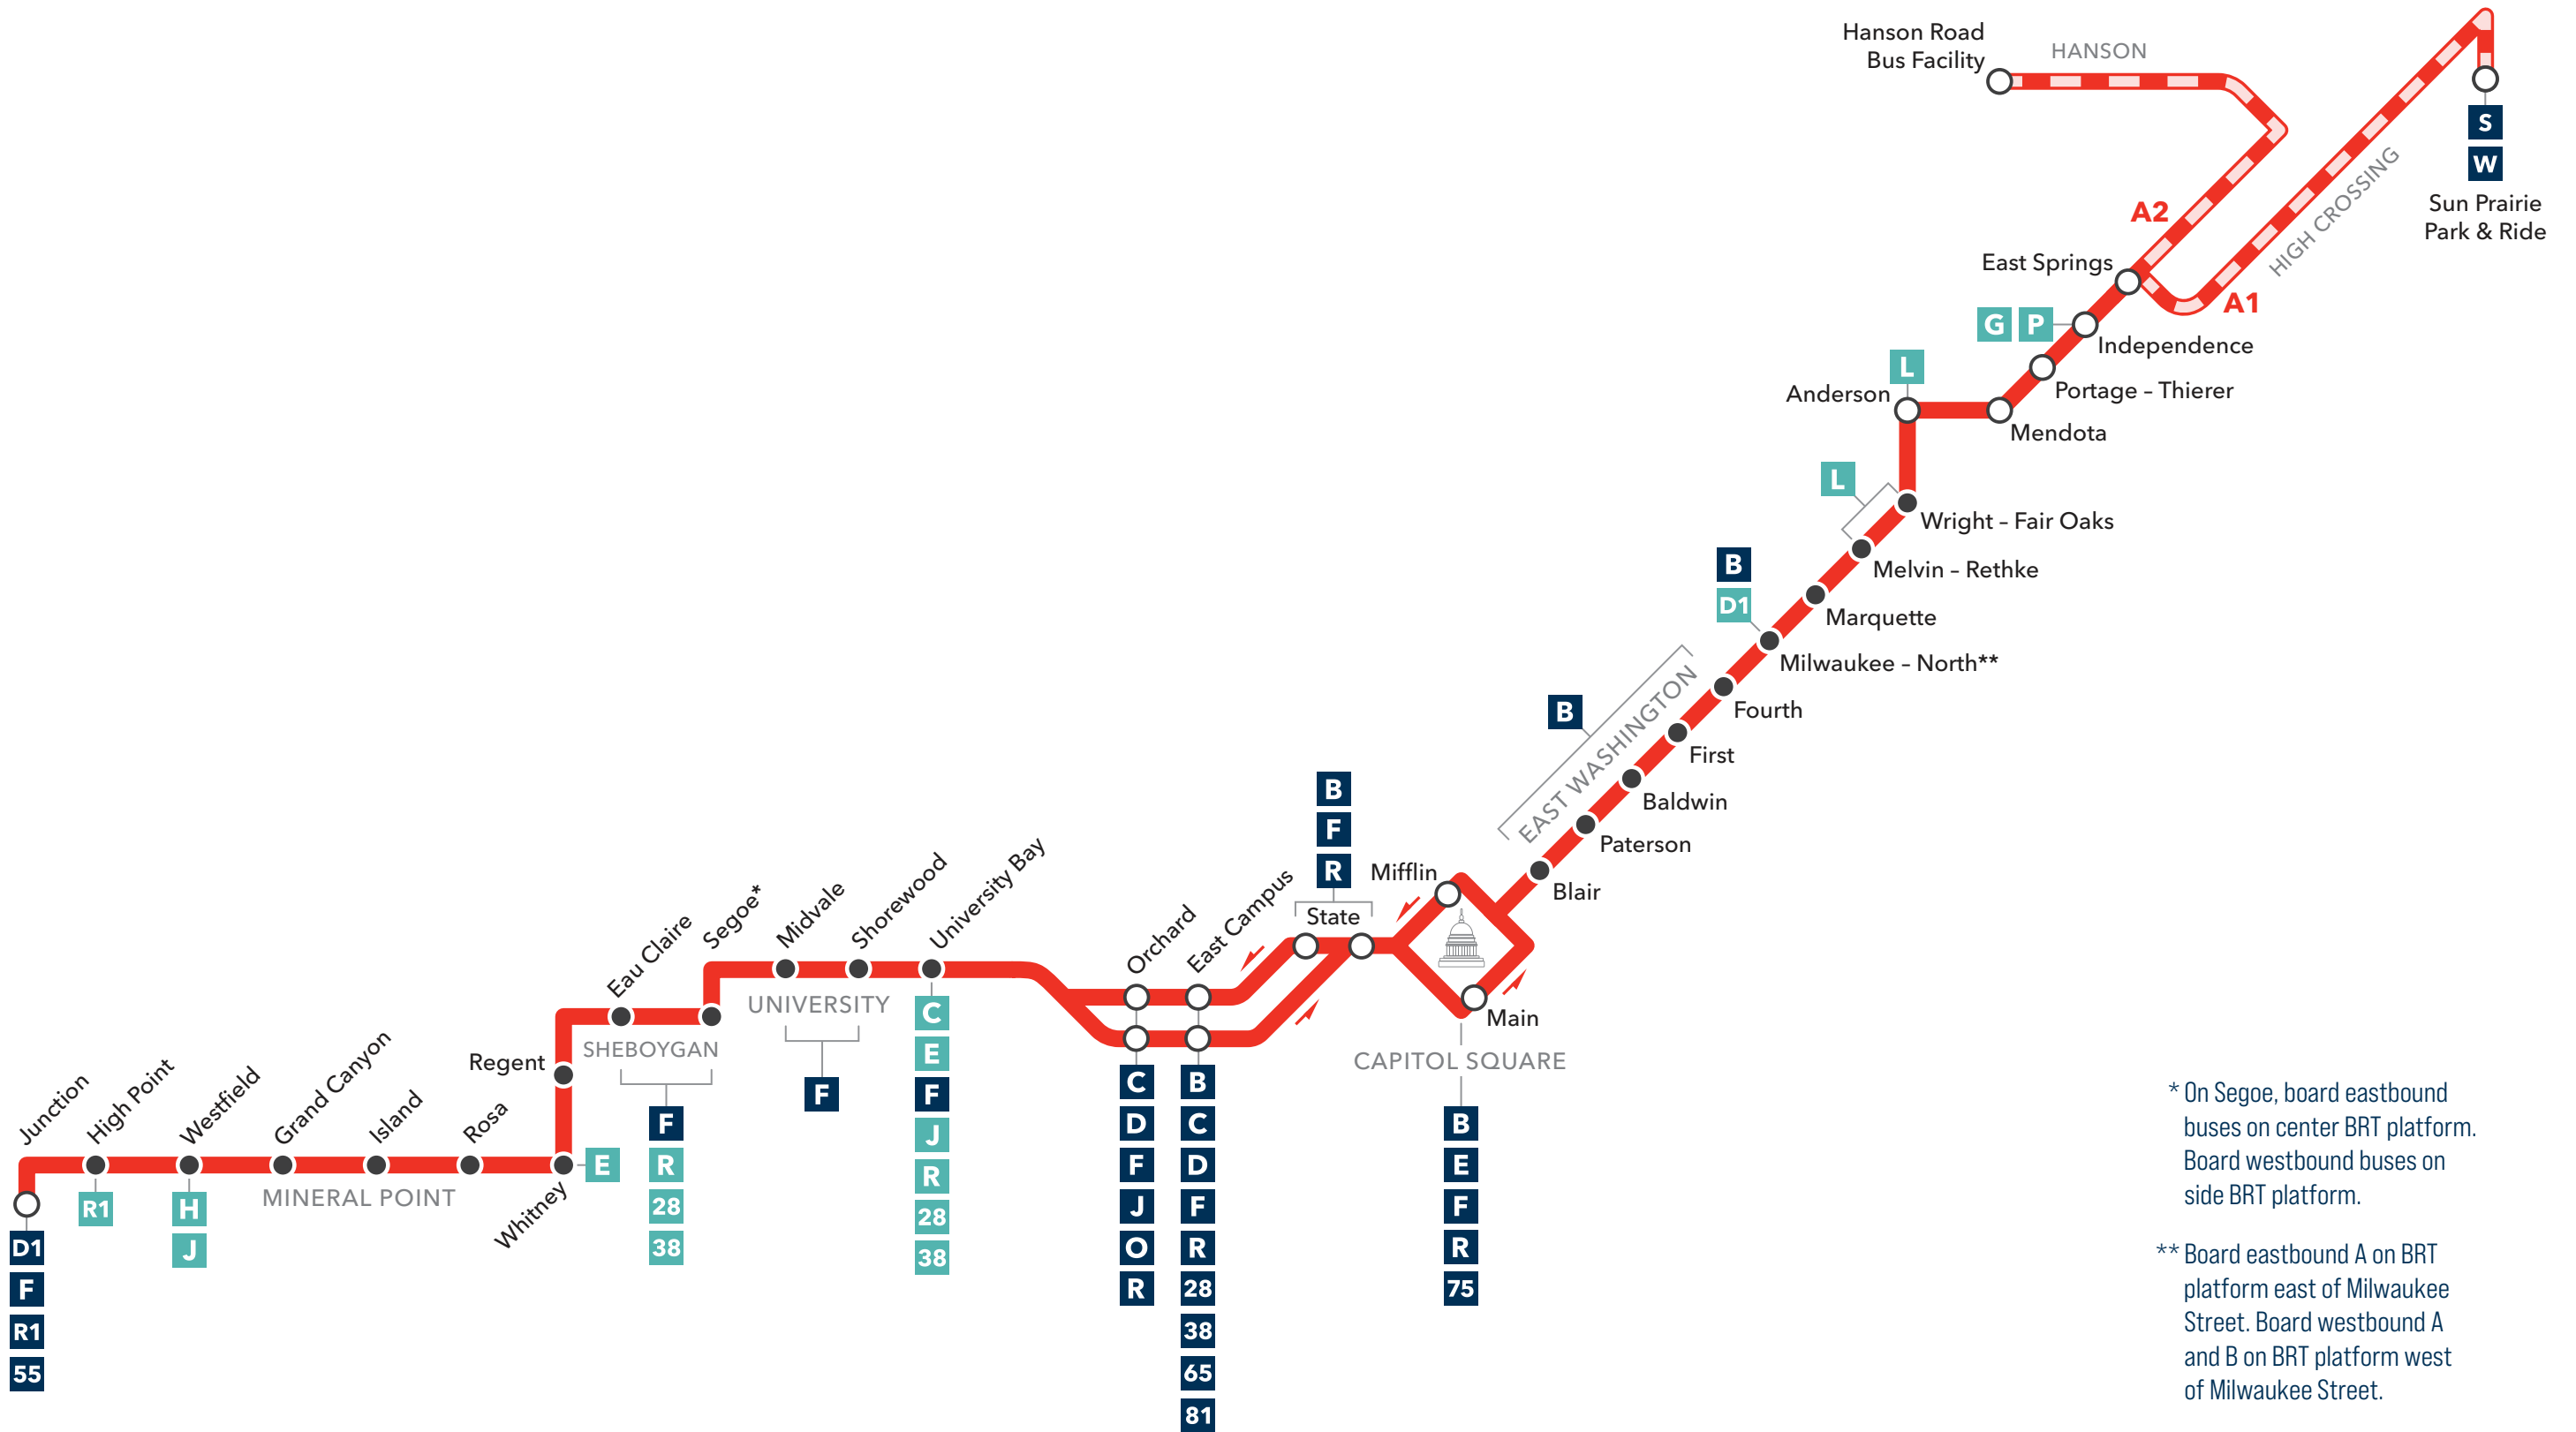 Hanson Road
Bus Facility
HANSON
S
W
Sun Prairie
Park & Ride
HIGH CROSSING
A2
A1
East Springs
G P
Independence
Portage – Thierer
L
Anderson
Mendota
L
Wright – Fair Oaks
Melvin – Rethke
B
D1
Marquette
Milwaukee – North**
Fourth
B
EAST WASHINGTON
First
Baldwin
Paterson
Blair
B
F
R
State
Mifflin
Main
CAPITOL SQUARE
B
E
F
R
75
East Campus
B
C
D
F
R
28
38
65
81
Orchard
C
D
F
J
O
R
University Bay
C
E
F
J
R
28
38
Shorewood
Midvale
UNIVERSITY
F
Segoe*
Eau Claire
SHEBOYGAN
F
R
28
38
Regent
E
Whitney
Rosa
Island
Grand Canyon
MINERAL POINT
Westfield
H
J
High Point
R1
Junction
D1
F
R1
55
* On Segoe, board eastbound
buses on center BRT platform.
Board westbound buses on
side BRT platform.
** Board eastbound A on BRT
platform east of Milwaukee
Street. Board westbound A
and B on BRT platform west
of Milwaukee Street.